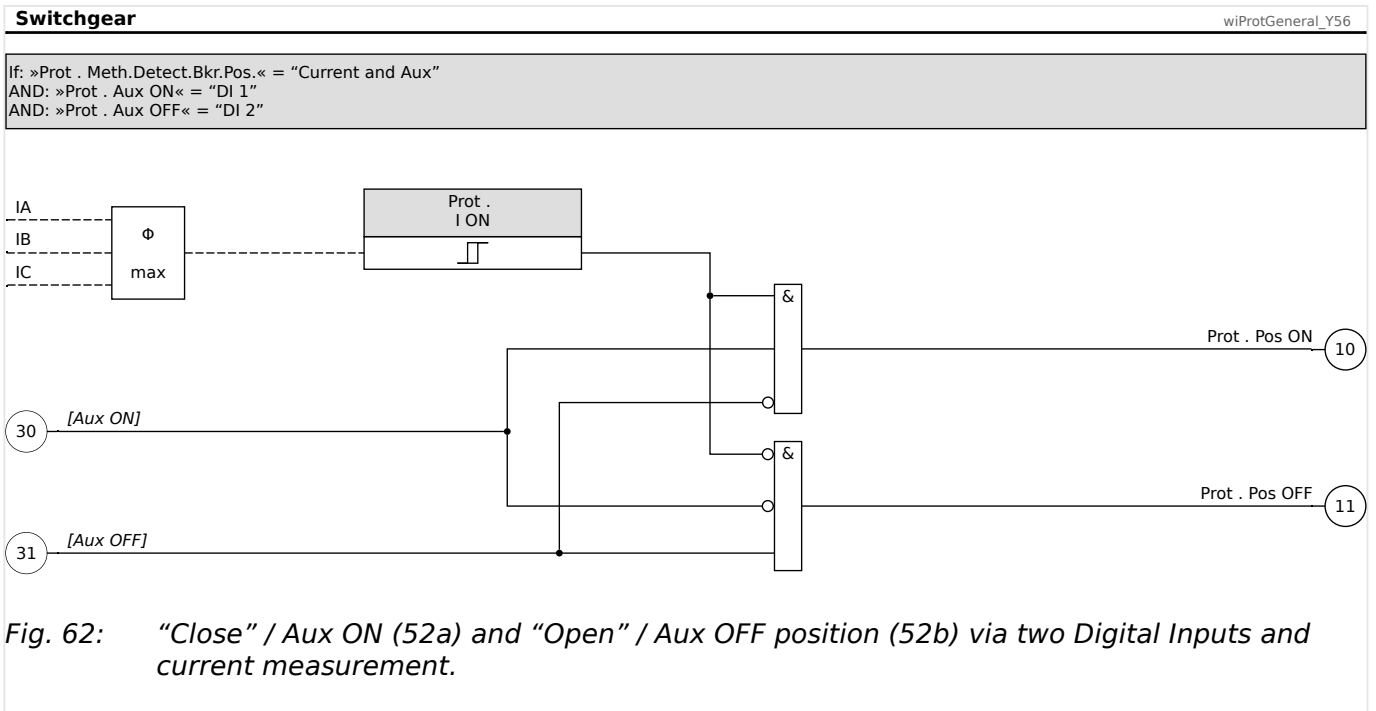 Switchgear
wiProtGeneral_Y56
If: »Prot . Meth.Detect.Bkr.Pos.« = “Current and Aux”
AND: »Prot . Aux ON« = “DI 1”
AND: »Prot . Aux OFF« = “DI 2”
IA
IB
IC
Φ
max
Prot .
I ON
&
Prot . Pos ON
10
30
[Aux ON]
&
Prot . Pos OFF
11
31
[Aux OFF]
Fig. 62: “Close” / Aux ON (52a) and “Open” / Aux OFF position (52b) via two Digital Inputs and
current measurement.